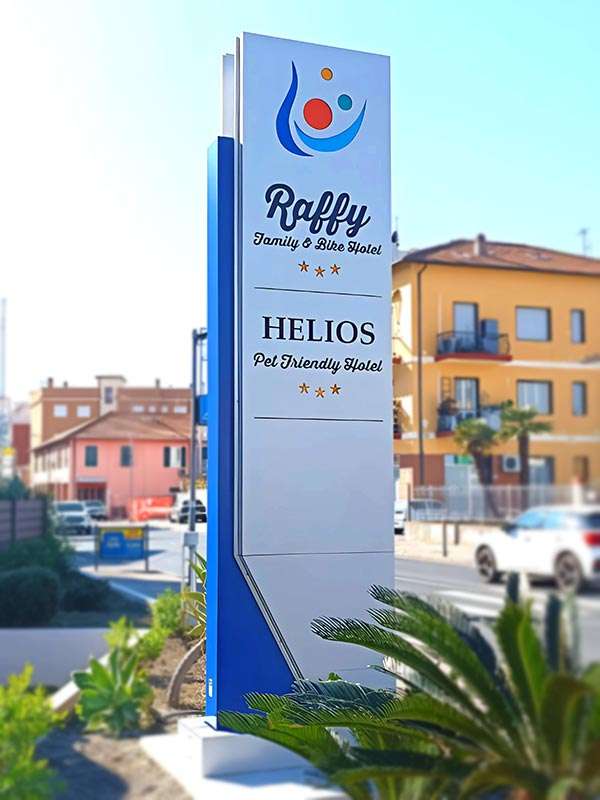 Raffy
Family & Bike Hotel
HELIOS
Pet Friendly Hotel